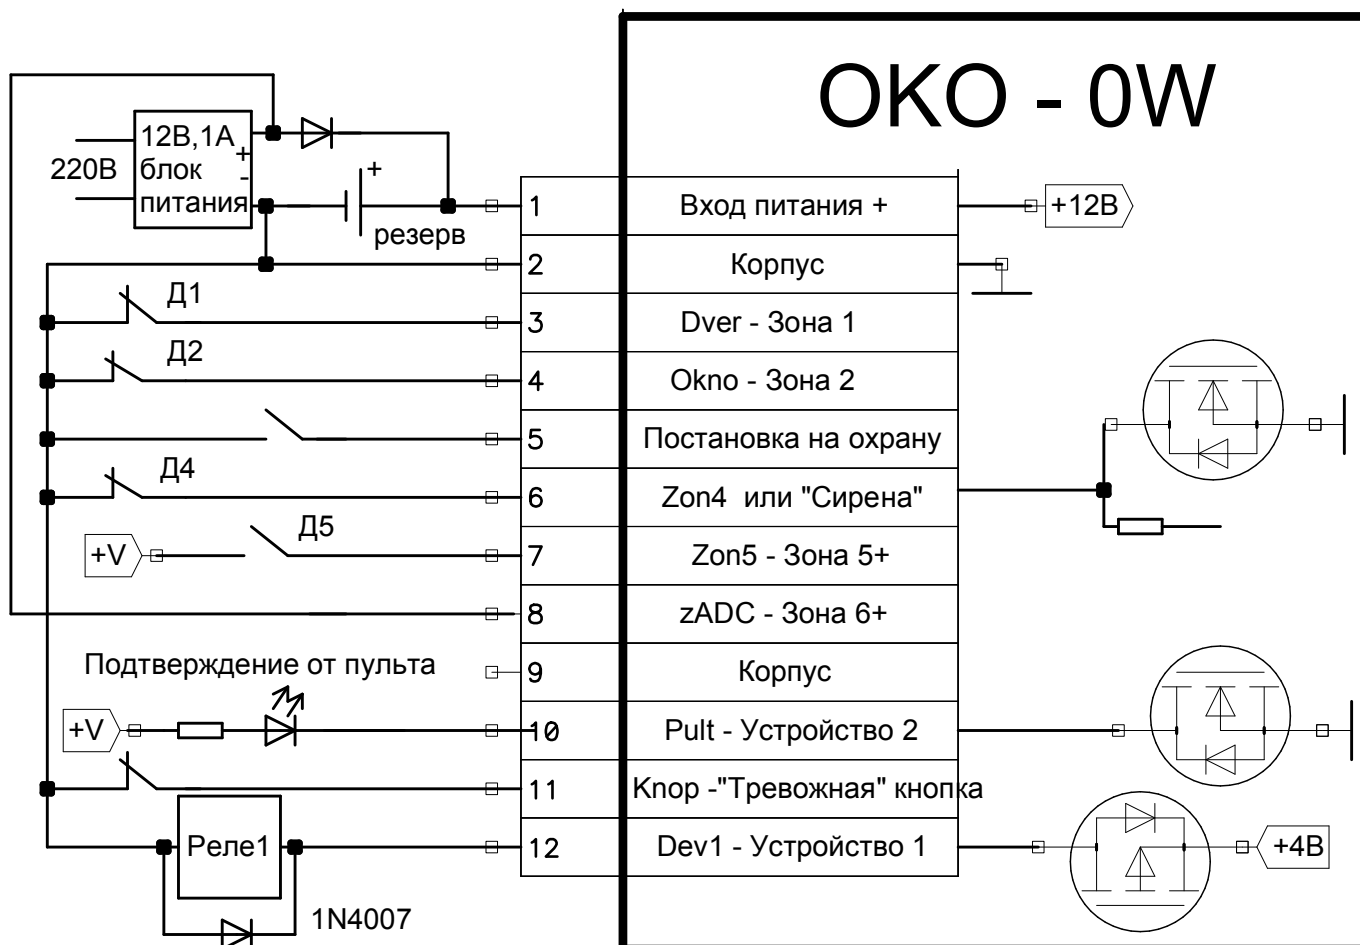 OKO - 0W
12В,1А
+
220В
блок
-
питания
+
резерв
1
Вход питания +
+12В
2
Корпус
Д1
3
Dver - Зона 1
Д2
4
Okno - Зона 2
5
Постановка на охрану
Д4
6
Zon4 или "Сирена"
+V
Д5
7
Zon5 - Зона 5+
8
zADC - Зона 6+
Подтверждение от пульта
9
Корпус
+V
10
Pult - Устройство 2
11
Knop -"Тревожная" кнопка
Реле1
12
Dev1 - Устройство 1
+4В
1N4007